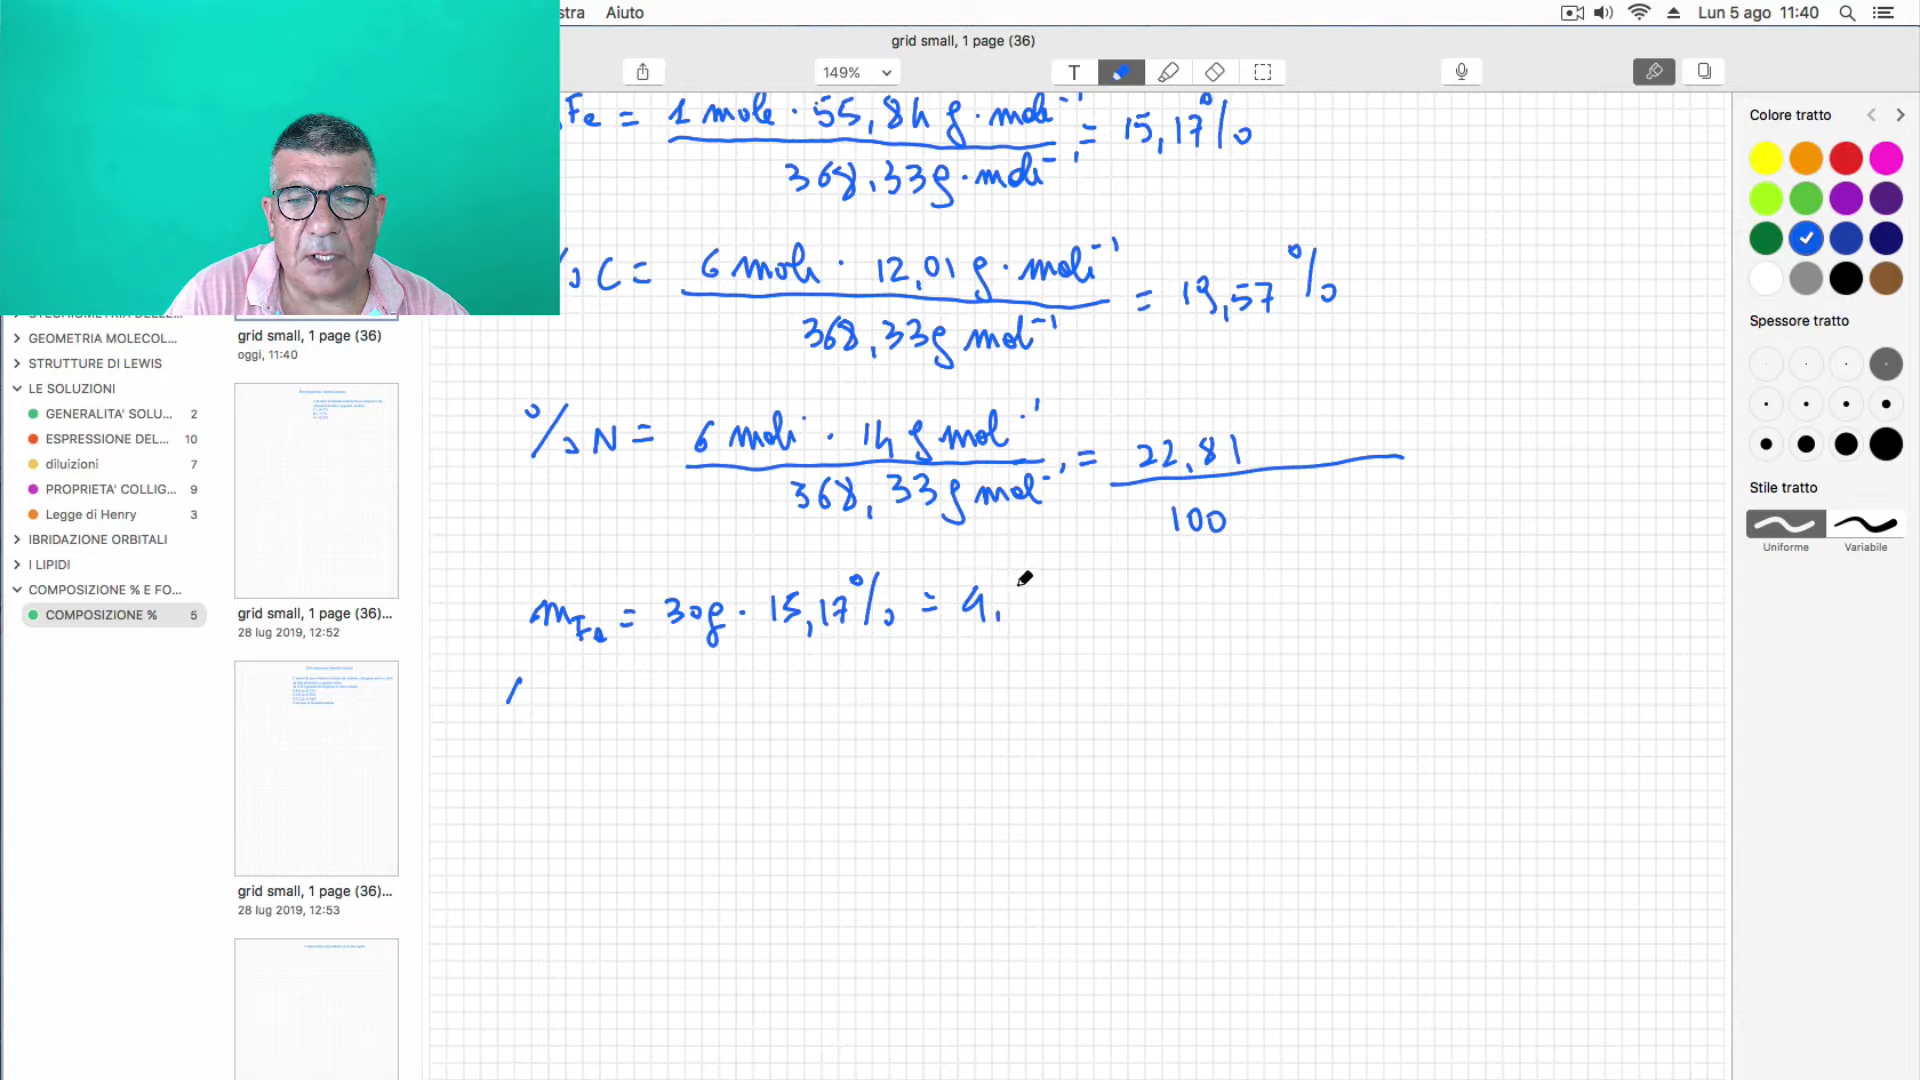 stra Aiuto Lun 5 ago 11:40
grid small, 1 page (36)
149% T
Fe = 1 mole · 55,84 g · moli⁻¹ / 368,33 g · moli⁻¹ = 15,17 %
% C = 6 moli · 12,01 g · moli⁻¹ / 368,33 g mol⁻¹ = 19,57 %
% N = 6 moli · 14 g mol⁻¹ / 368,33 g mol⁻¹ = 22,81 / 100
mFe = 30g · 15,17 % = 4,
GEOMETRIA MOLECOL...
STRUTTURE DI LEWIS
LE SOLUZIONI
GENERALITA' SOLU... 2
ESPRESSIONE DEL... 10
diluizioni 7
PROPRIETA' COLLIG... 9
Legge di Henry 3
IBRIDAZIONE ORBITALI
I LIPIDI
COMPOSIZIONE % E FO...
COMPOSIZIONE % 5
grid small, 1 page (36)
oggi, 11:40
grid small, 1 page (36)...
28 lug 2019, 12:52
grid small, 1 page (36)...
28 lug 2019, 12:53
Colore tratto
Spessore tratto
Stile tratto
Uniforme Variabile